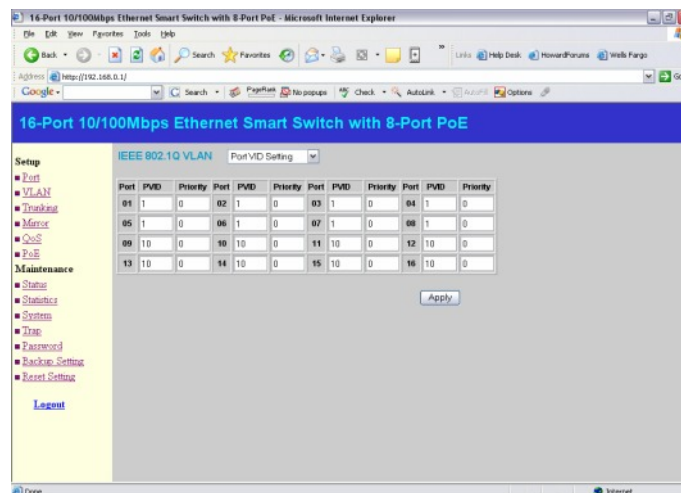 16-Port 10/100Mbps Ethernet Smart Switch with 8-Port PoE - Microsoft Internet Explorer
File Edit View Favorites Tools Help
Back Search Favorites Links Help Desk HowardForums Wells Fargo
Address http://192.168.0.1/ Go
Google Search PageRank No popups Check AutoLink AutoFill Options
16-Port 10/100Mbps Ethernet Smart Switch with 8-Port PoE
Setup
Port
VLAN
Trunking
Mirror
QoS
PoE
Maintenance
Status
Statistics
System
Trap
Password
Backup Setting
Reset Setting
Logout
IEEE 802.1Q VLAN Port VID Setting
Port PVID Priority Port PVID Priority Port PVID Priority Port PVID Priority
01 1 0 02 1 0 03 1 0 04 1 0
05 1 0 06 1 0 07 1 0 08 1 0
09 10 0 10 10 0 11 10 0 12 10 0
13 10 0 14 10 0 15 10 0 16 10 0
Apply
Done Internet